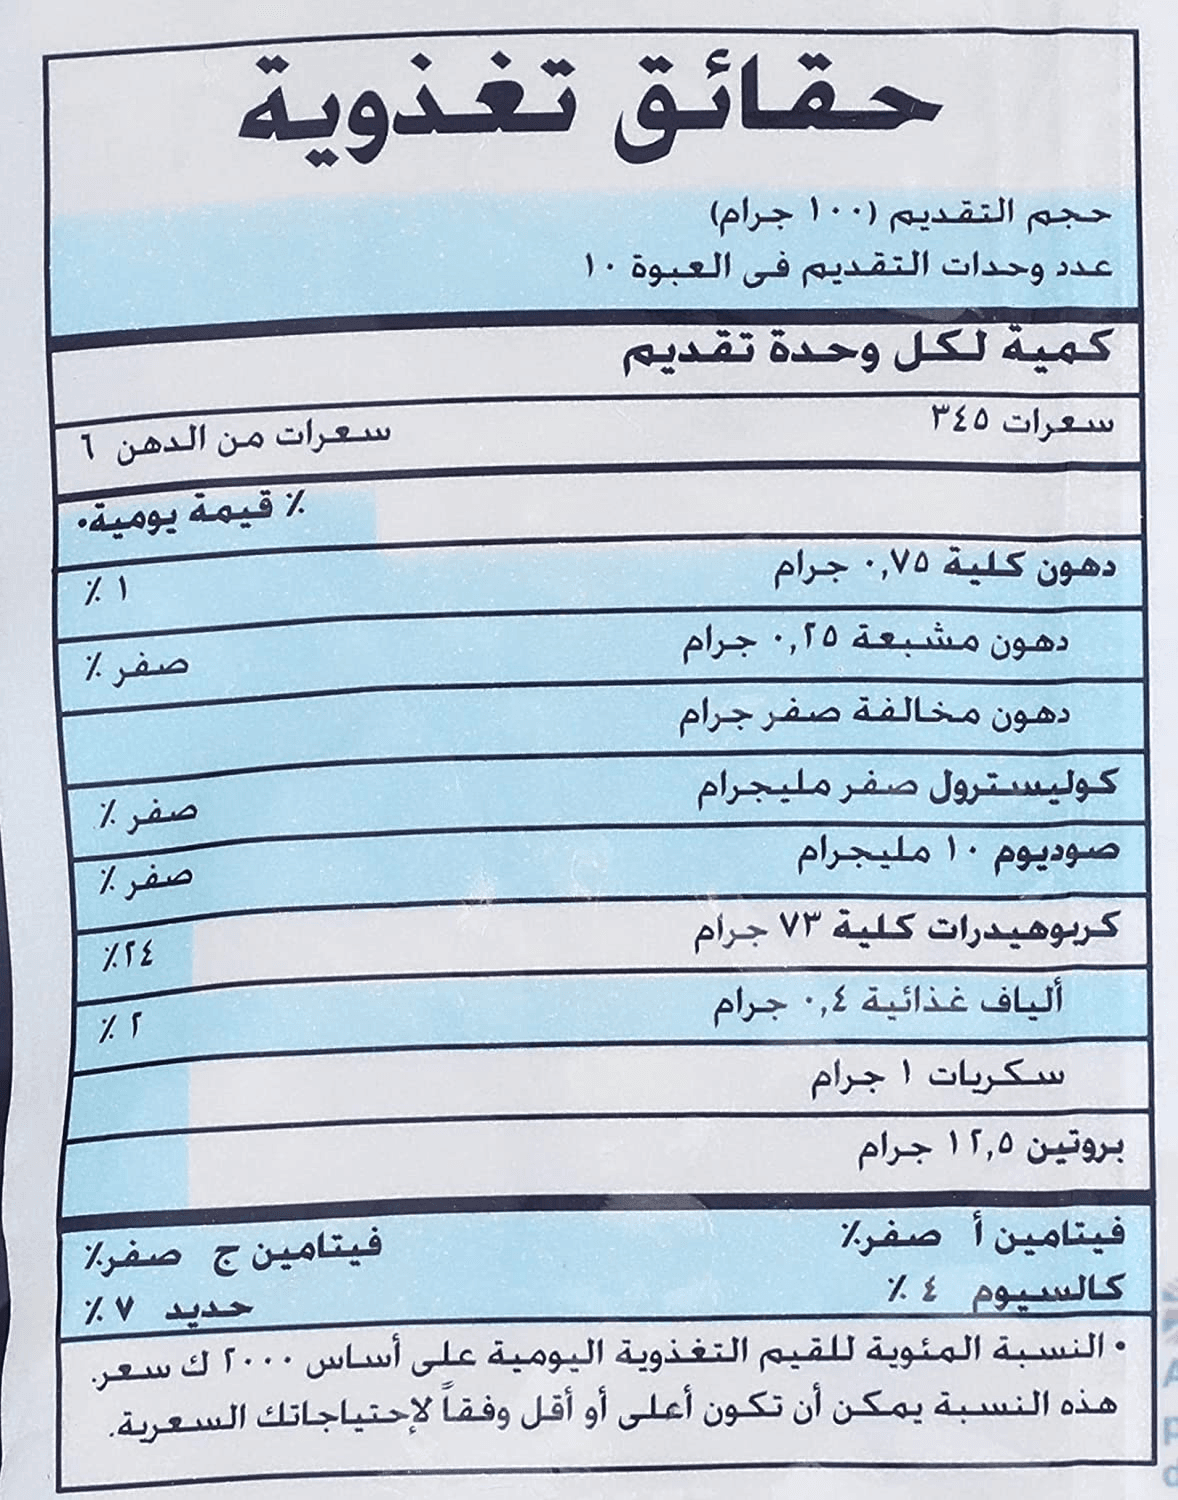 حقائق تغذوية
حجم التقديم (١٠٠ جرام)
عدد وحدات التقديم فى العبوة ١٠
كمية لكل وحدة تقديم
سعرات ٣٤٥ سعرات من الدهن ٦
٪ قيمة يومية•
دهون كلية ٠,٧٥ جرام ١ ٪
دهون مشبعة ٠,٢٥ جرام صفر ٪
دهون مخالفة صفر جرام
كوليسترول صفر مليجرام صفر ٪
صوديوم ١٠ مليجرام صفر ٪
كربوهيدرات كلية ٧٣ جرام ٢٤٪
ألياف غذائية ٠,٤ جرام ٢ ٪
سكريات ١ جرام
بروتين ١٢,٥ جرام
فيتامين أ صفر٪ فيتامين ج صفر٪
كالسيوم ٤ ٪ حديد ٧ ٪
• النسبة المئوية للقيم التغذوية اليومية على أساس ٢٠٠٠ ك سعر.
هذه النسبة يمكن أن تكون أعلى أو أقل وفقاً لإحتياجاتك السعرية.